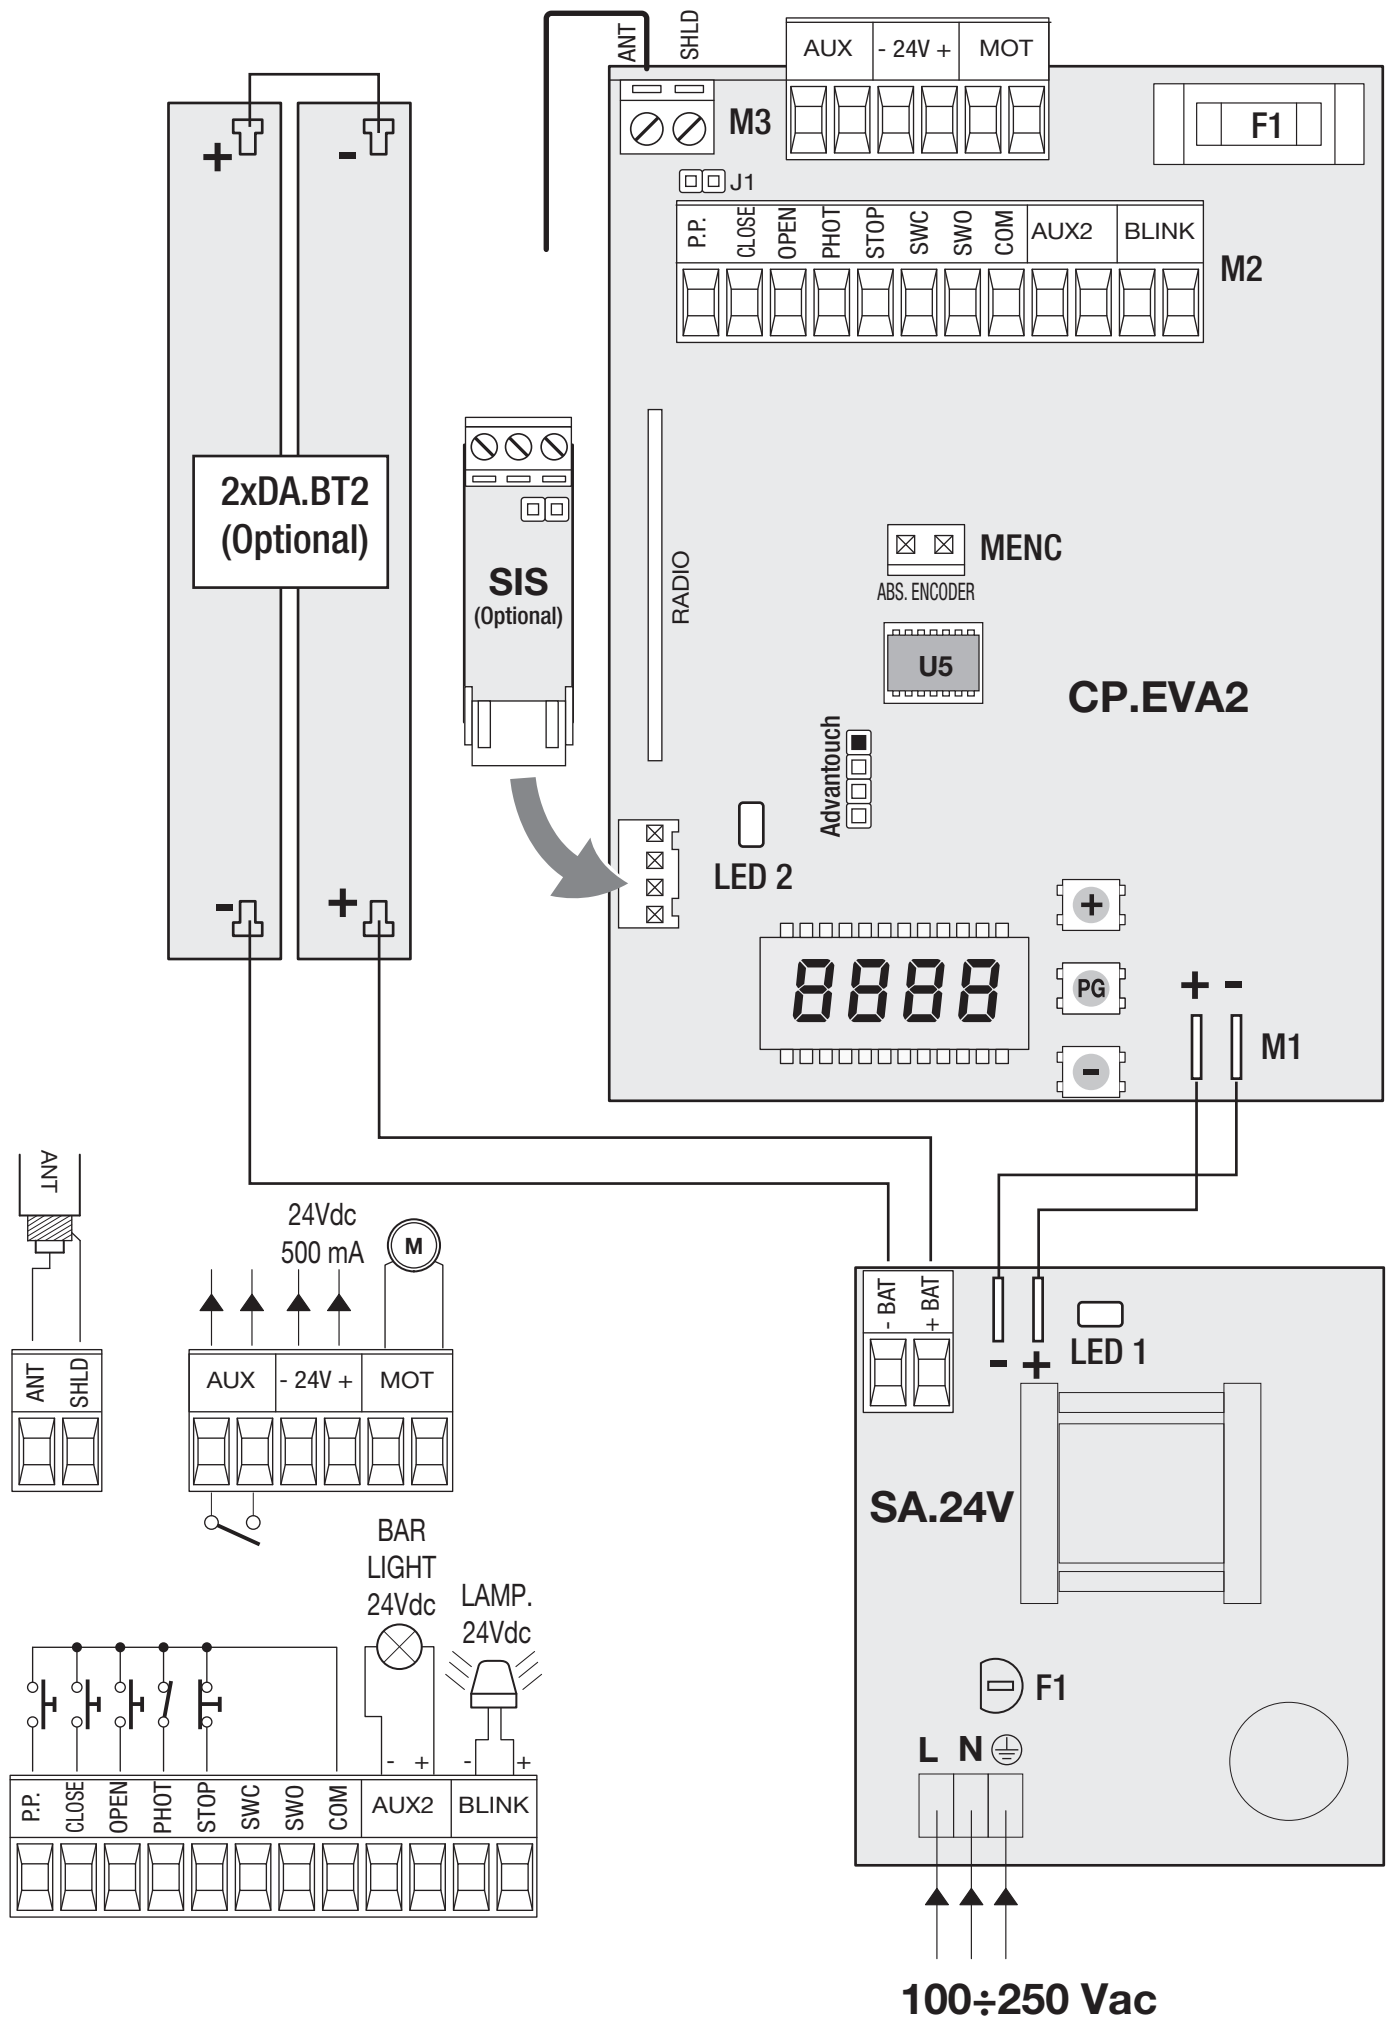 ANT
SHLD
AUX
- 24V +
MOT
M3
F1
J1
P.P.
CLOSE
OPEN
PHOT
STOP
SWC
SWO
COM
AUX2
BLINK
M2
+
-
2xDA.BT2
(Optional)
-
+
SIS
(Optional)
RADIO
MENC
ABS. ENCODER
U5
CP.EVA2
Advantouch
LED 2
8888
+
PG
-
+ -
M1
ANT
ANT
SHLD
24Vdc
500 mA
M
AUX
- 24V +
MOT
- BAT
+ BAT
- +
LED 1
SA.24V
F1
L N
100÷250 Vac
BAR
LIGHT
24Vdc
LAMP.
24Vdc
- +
- +
P.P.
CLOSE
OPEN
PHOT
STOP
SWC
SWO
COM
AUX2
BLINK